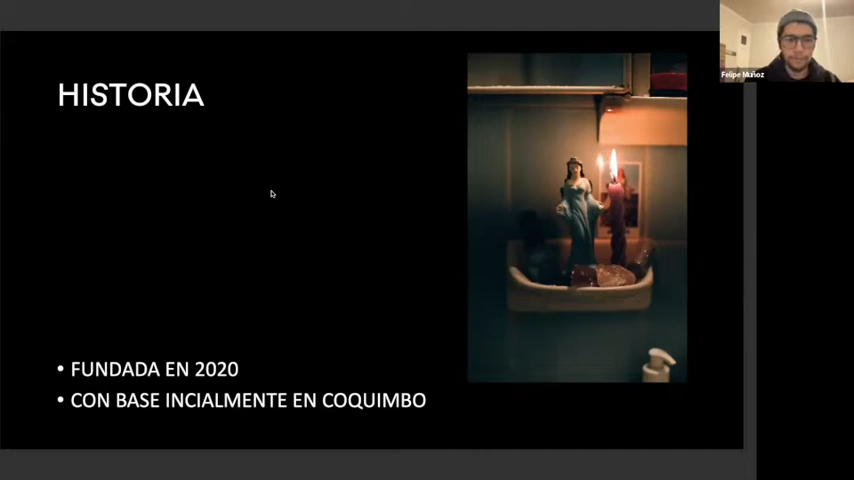 HISTORIA
Felipe Muñoz
• FUNDADA EN 2020
• CON BASE INCIALMENTE EN COQUIMBO